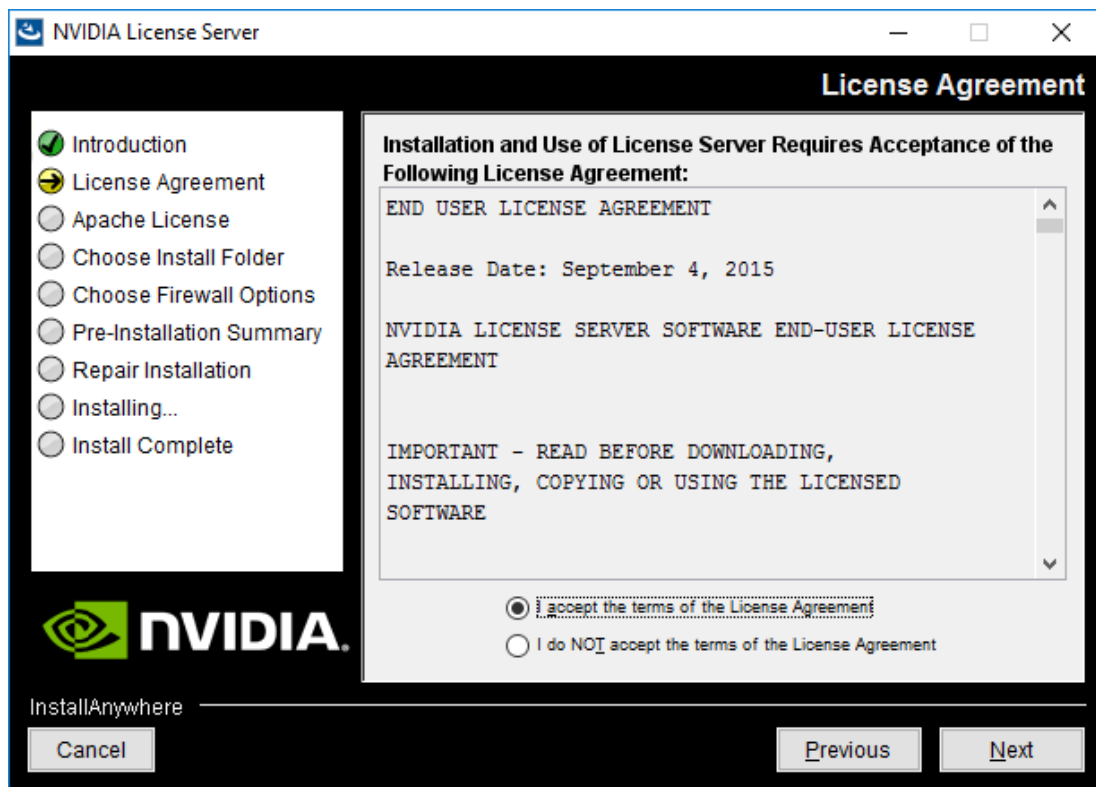 NVIDIA License Server
License Agreement
Introduction
License Agreement
Apache License
Choose Install Folder
Choose Firewall Options
Pre-Installation Summary
Repair Installation
Installing...
Install Complete
Installation and Use of License Server Requires Acceptance of the
Following License Agreement:
END USER LICENSE AGREEMENT
Release Date: September 4, 2015
NVIDIA LICENSE SERVER SOFTWARE END-USER LICENSE
AGREEMENT
IMPORTANT - READ BEFORE DOWNLOADING,
INSTALLING, COPYING OR USING THE LICENSED
SOFTWARE
I accept the terms of the License Agreement
I do NOT accept the terms of the License Agreement
NVIDIA.
InstallAnywhere
Cancel
Previous
Next